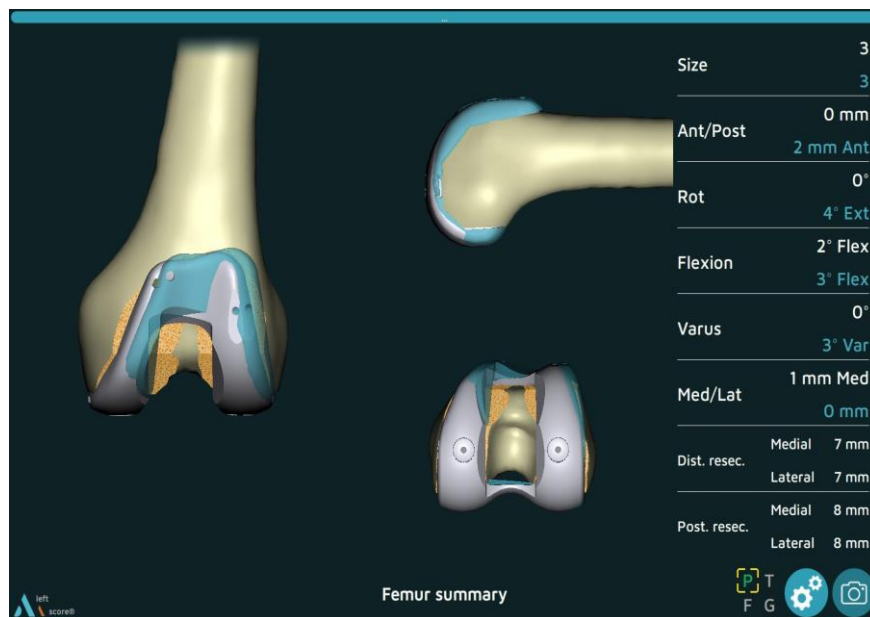 ...
Size
3
3
Ant/Post
0 mm
2 mm Ant
Rot
0°
4° Ext
Flexion
2° Flex
3° Flex
Varus
0°
3° Var
Med/Lat
1 mm Med
0 mm
Dist. resec.
Medial 7 mm
Lateral 7 mm
Post. resec.
Medial 8 mm
Lateral 8 mm
P T
F G
Femur summary
left
score®